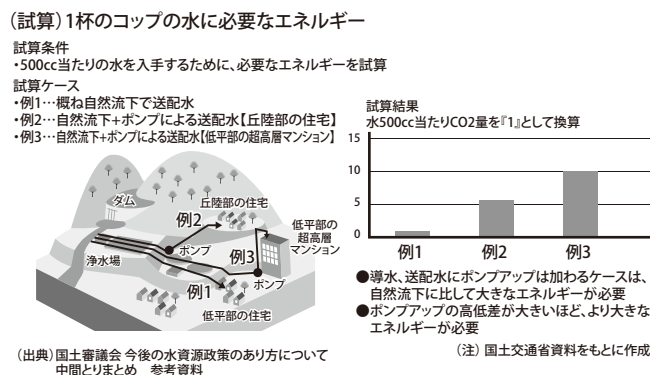 （試算）1杯のコップの水に必要なエネルギー
試算条件
・500cc当たりの水を入手するために、必要なエネルギーを試算
試算ケース
・例1…概ね自然流下で送配水
・例2…自然流下+ポンプによる送配水【丘陸部の住宅】
・例3…自然流下+ポンプによる送配水【低平部の超高層マンション】
ダム
丘陸部の住宅
例2
低平部の
超高層
マンション
ポンプ
例3
浄水場
ポンプ
例1
低平部の住宅
試算結果
水500cc当たりCO2量を『1』として換算
15
10
5
0
例1
例2
例3
●導水、送配水にポンプアップは加わるケースは、
自然流下に比して大きなエネルギーが必要
●ポンプアップの高低差が大きいほど、より大きな
エネルギーが必要
（出典）国土審議会 今後の水資源政策のあり方について
中間とりまとめ　参考資料
（注）国土交通省資料をもとに作成